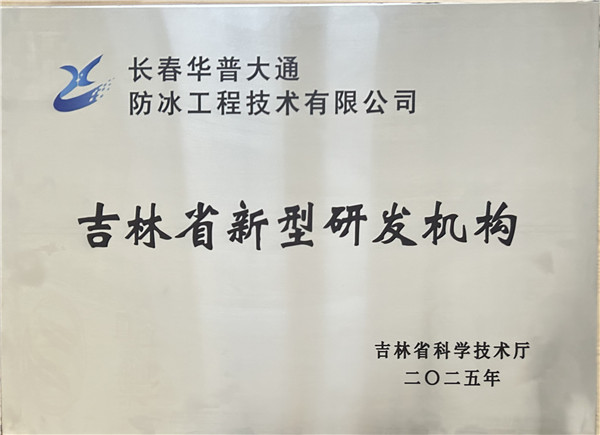 长春华普大通
防冰工程技术有限公司
吉林省新型研发机构
吉林省科学技术厅
二〇二五年